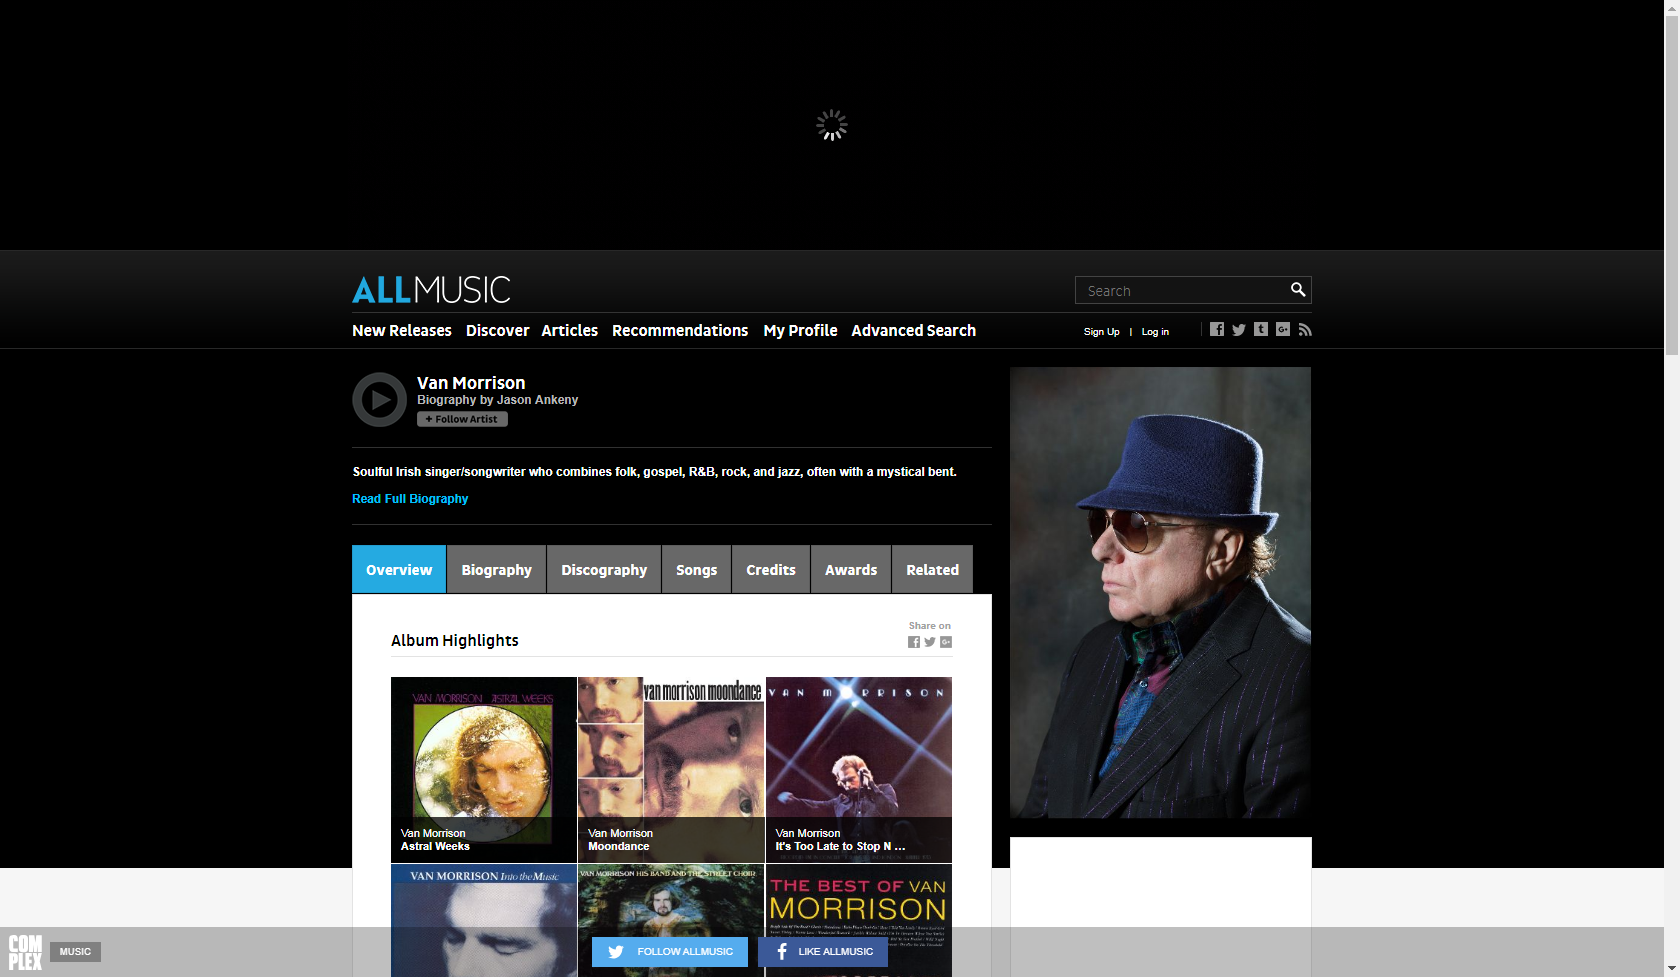 ALLMUSIC
Search
New Releases Discover Articles Recommendations My Profile Advanced Search
Sign Up | Log in
Van Morrison
Biography by Jason Ankeny
+ Follow Artist
Soulful Irish singer/songwriter who combines folk, gospel, R&B, rock, and jazz, often with a mystical bent.
Read Full Biography
Overview Biography Discography Songs Credits Awards Related
Share on
Album Highlights
VAN MORRISON ASTRAL WEEKS
van morrison moondance
VAN MORRISON
Van Morrison
Astral Weeks
Van Morrison
Moondance
Van Morrison
It's Too Late to Stop N ...
VAN MORRISON Into the Music
VAN MORRISON HIS BAND AND THE STREET CHOIR
THE BEST OF VAN
MORRISON
COM
PLEX
MUSIC
FOLLOW ALLMUSIC
LIKE ALLMUSIC